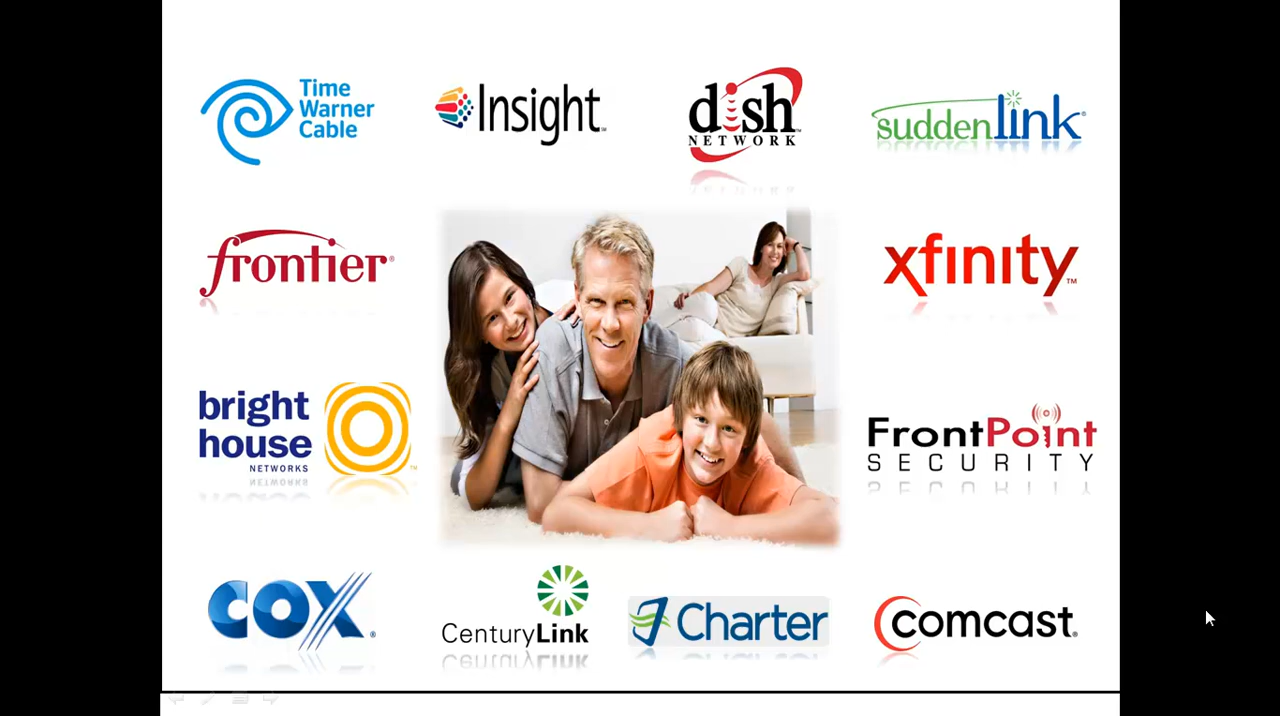 Time
Warner
Cable
Insight
dish
NETWORK
suddenlink
frontier
xfinity
bright
house
NETWORKS
FrontPoint
SECURITY
COX
CenturyLink
Charter
comcast